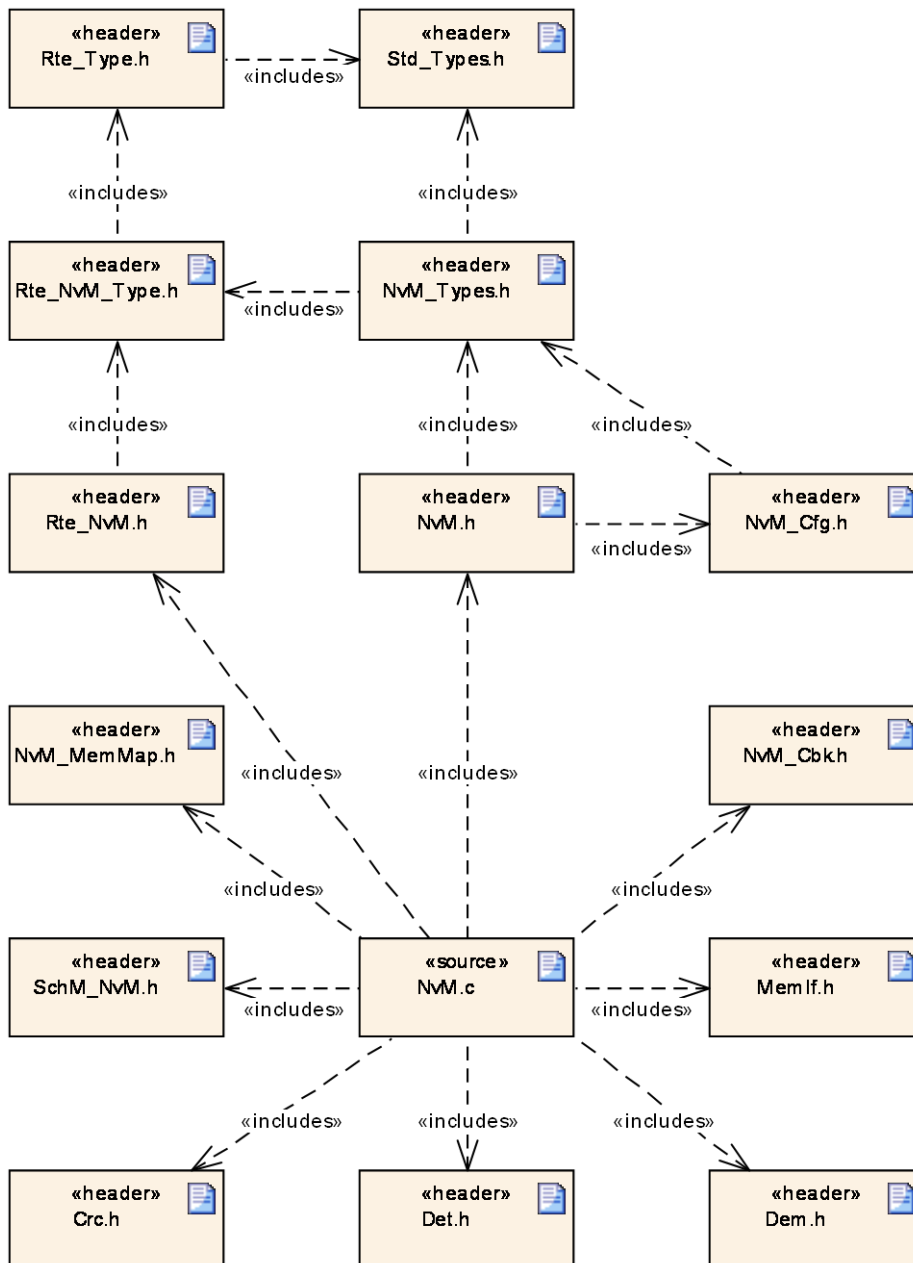 «header»
Rte_Type.h
«header»
Std_Types.h
«includes»
«includes»
«includes»
«header»
Rte_NvM_Type.h
«header»
NvM_Types.h
«includes»
«includes»
«includes»
«includes»
«header»
Rte_NvM.h
«header»
NvM.h
«header»
NvM_Cfg.h
«includes»
«header»
NvM_MemMap.h
«header»
NvM_Cbk.h
«includes»
«includes»
«includes»
«includes»
«header»
SchM_NvM.h
«source»
NvM.c
«header»
MemIf.h
«includes»
«includes»
«includes»
«includes»
«includes»
«header»
Crc.h
«header»
Det.h
«header»
Dem.h